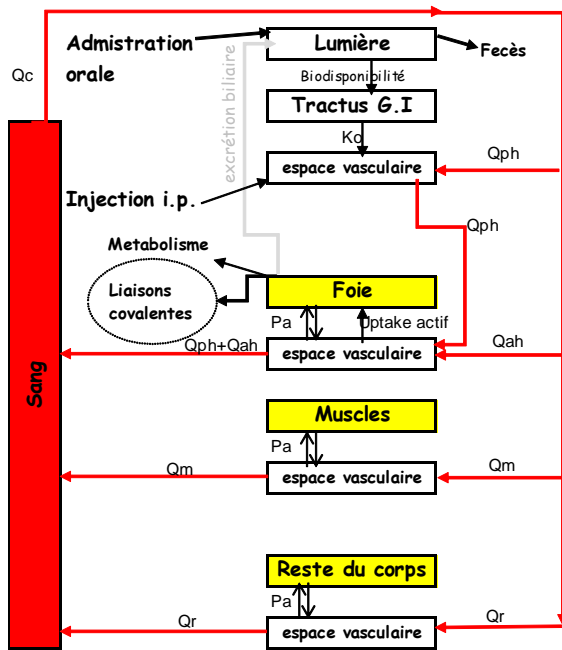 Qc
Admistration
orale
Lumière
Fecès
Biodisponibilité
Tractus G.I
excrétion biliaire
Ko
espace vasculaire
Qph
Injection i.p.
Qph
Metabolisme
Liaisons
covalentes
Foie
Pa
Uptake actif
Qph+Qah
espace vasculaire
Qah
Sang
Muscles
Pa
Qm
espace vasculaire
Qm
Reste du corps
Pa
Qr
espace vasculaire
Qr